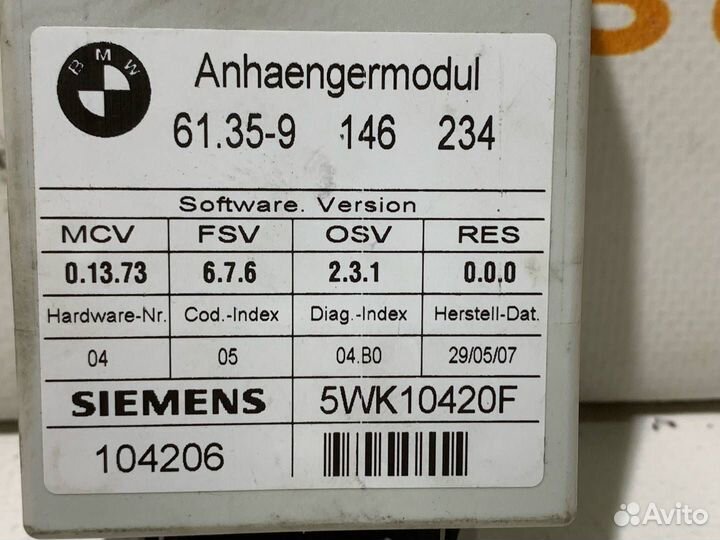 BMW
Anhaengermodul
61.35-9 146 234
Software. Version
MCV FSV OSV RES
0.13.73 6.7.6 2.3.1 0.0.0
Hardware-Nr. Cod.-Index Diag.-Index Herstell-Dat.
04 05 04.B0 29/05/07
SIEMENS 5WK10420F
104206
Avito